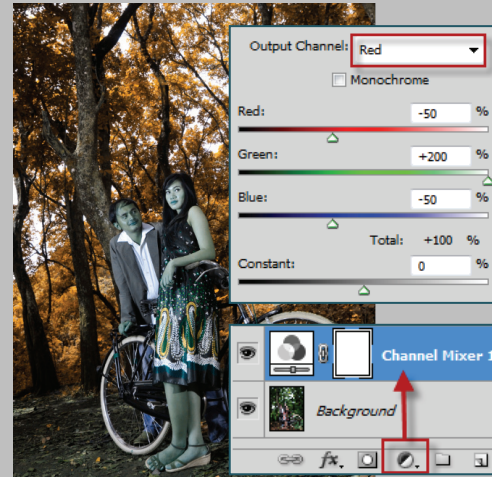 Output Channel: Red
Monochrome
Red: -50 %
Green: +200 %
Blue: -50 %
Total: +100 %
Constant: 0 %
Channel Mixer 1
Background
fx.